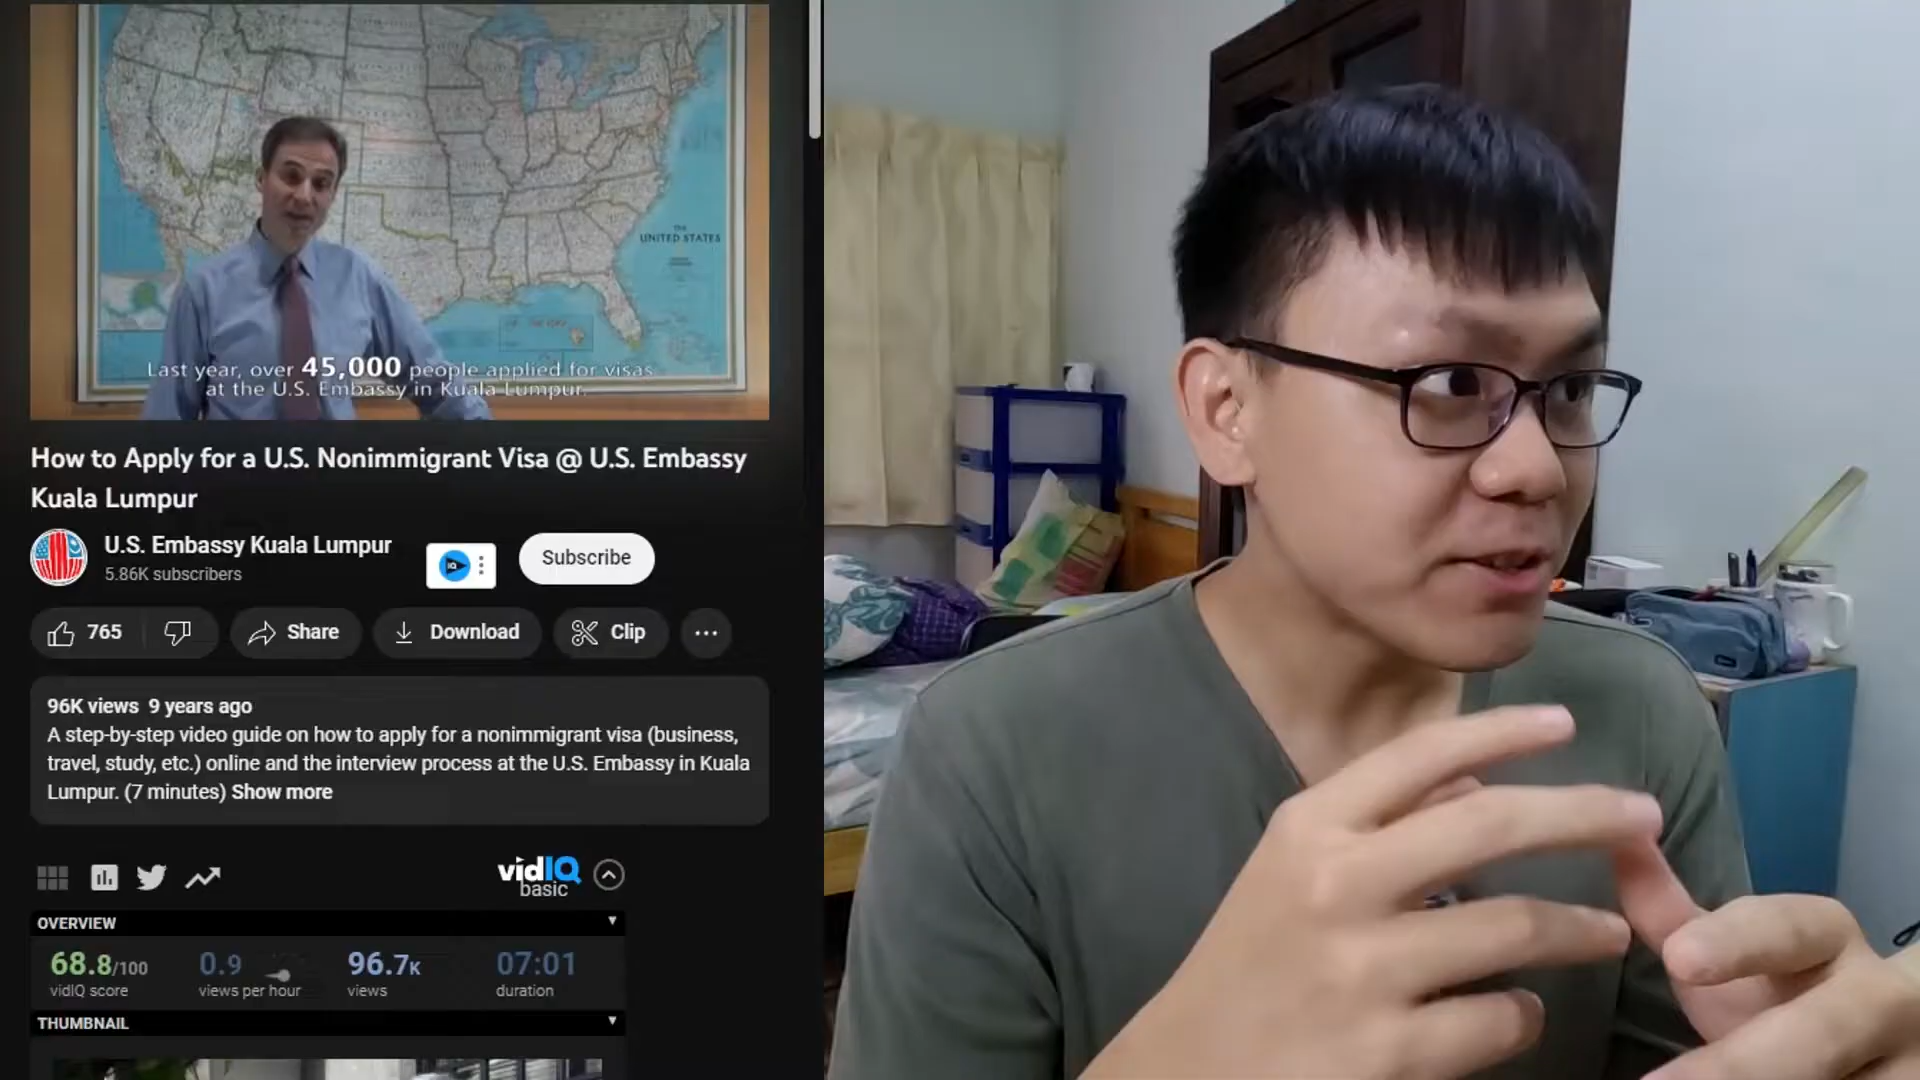 THE
UNITED STATES
Last year, over 45,000 people applied for visas
at the U.S. Embassy in Kuala Lumpur.
How to Apply for a U.S. Nonimmigrant Visa @ U.S. Embassy
Kuala Lumpur
U.S. Embassy Kuala Lumpur
5.86K subscribers
IQ
Subscribe
765
Share
Download
Clip
96K views 9 years ago
A step-by-step video guide on how to apply for a nonimmigrant visa (business,
travel, study, etc.) online and the interview process at the U.S. Embassy in Kuala
Lumpur. (7 minutes) Show more
vidIQ
basic
OVERVIEW
68.8/100
vidIQ score
0.9
views per hour
96.7K
views
07:01
duration
THUMBNAIL